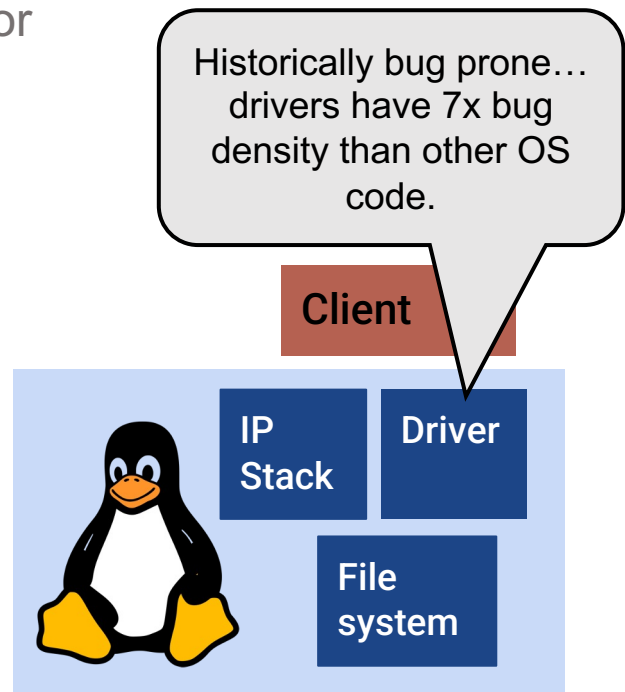 or
Historically bug prone…
drivers have 7x bug
density than other OS
code.
Client
IP
Stack
Driver
File
system